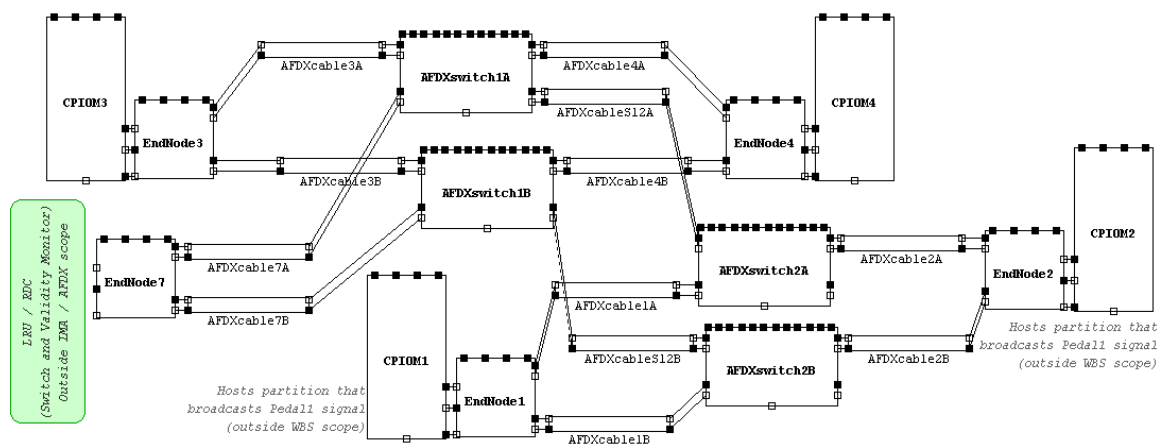 AFDXcable3A
AFDXswitch1A
AFDXcable4A
CPIOM3
CPIOM4
AFDXcableS12A
EndNode3
EndNode4
AFDXcable3B
AFDXswitch1B
AFDXcable4B
LRU / RDC
(Switch and Validity Monitor)
Outside IMA / AFDX scope
EndNode7
AFDXcable7A
AFDXcable7B
AFDXswitch2A
AFDXcable2A
EndNode2
CPIOM2
AFDXcable1A
Hosts partition that
broadcasts Pedal1 signal
(outside WBS scope)
CPIOM1
AFDXcableS12B
AFDXswitch2B
AFDXcable2B
Hosts partition that
broadcasts Pedal1 signal
(outside WBS scope)
EndNode1
AFDXcable1B